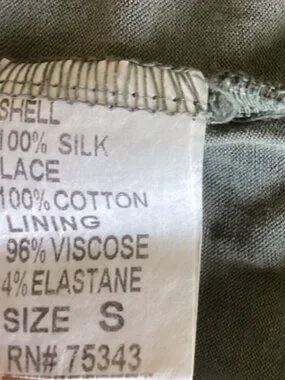 SHELL
100% SILK
LACE
100% COTTON
LINING
96% VISCOSE
4% ELASTANE
SIZE S
RN# 75343